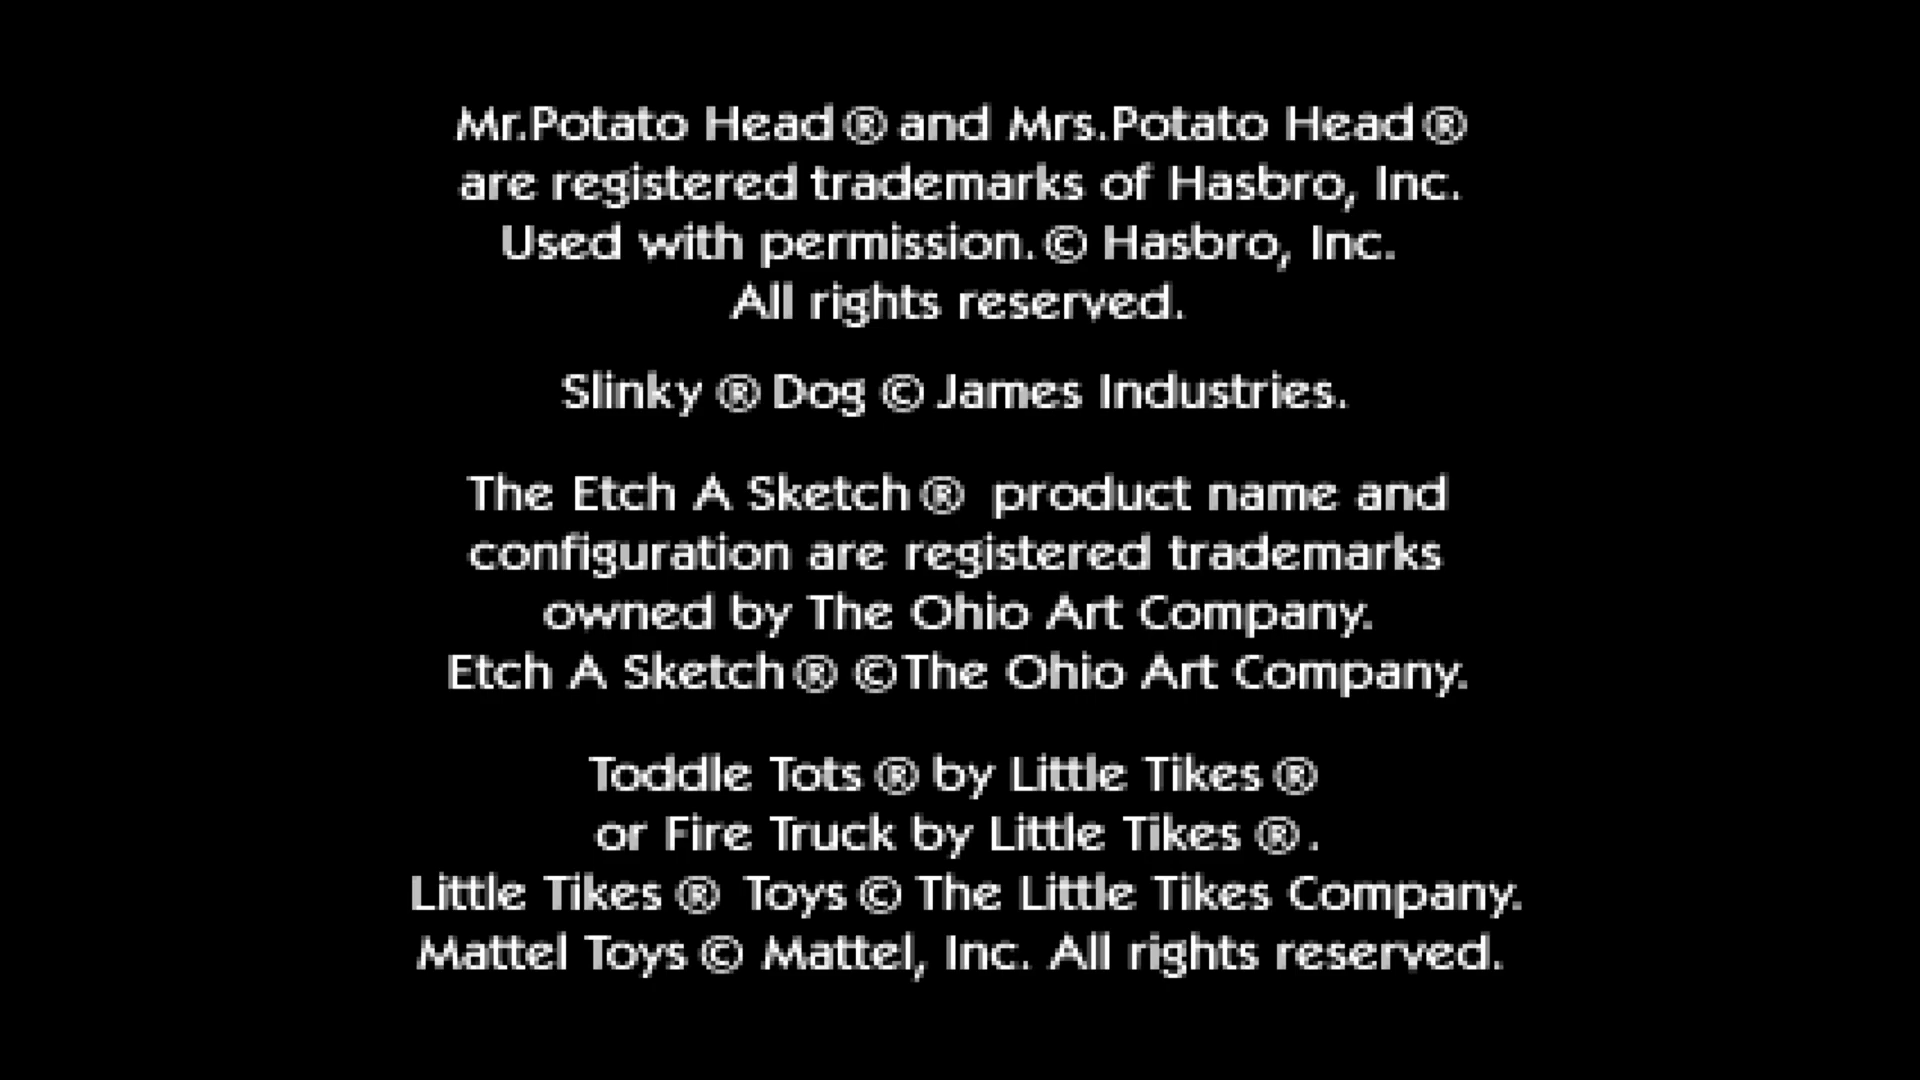 Mr.Potato Head® and Mrs.Potato Head®
are registered trademarks of Hasbro, Inc.
Used with permission.© Hasbro, Inc.
All rights reserved.
Slinky ® Dog © James Industries.
The Etch A Sketch® product name and
configuration are registered trademarks
owned by The Ohio Art Company.
Etch A Sketch® ©The Ohio Art Company.
Toddle Tots ® by Little Tikes ®
or Fire Truck by Little Tikes ®.
Little Tikes ® Toys © The Little Tikes Company.
Mattel Toys © Mattel, Inc. All rights reserved.